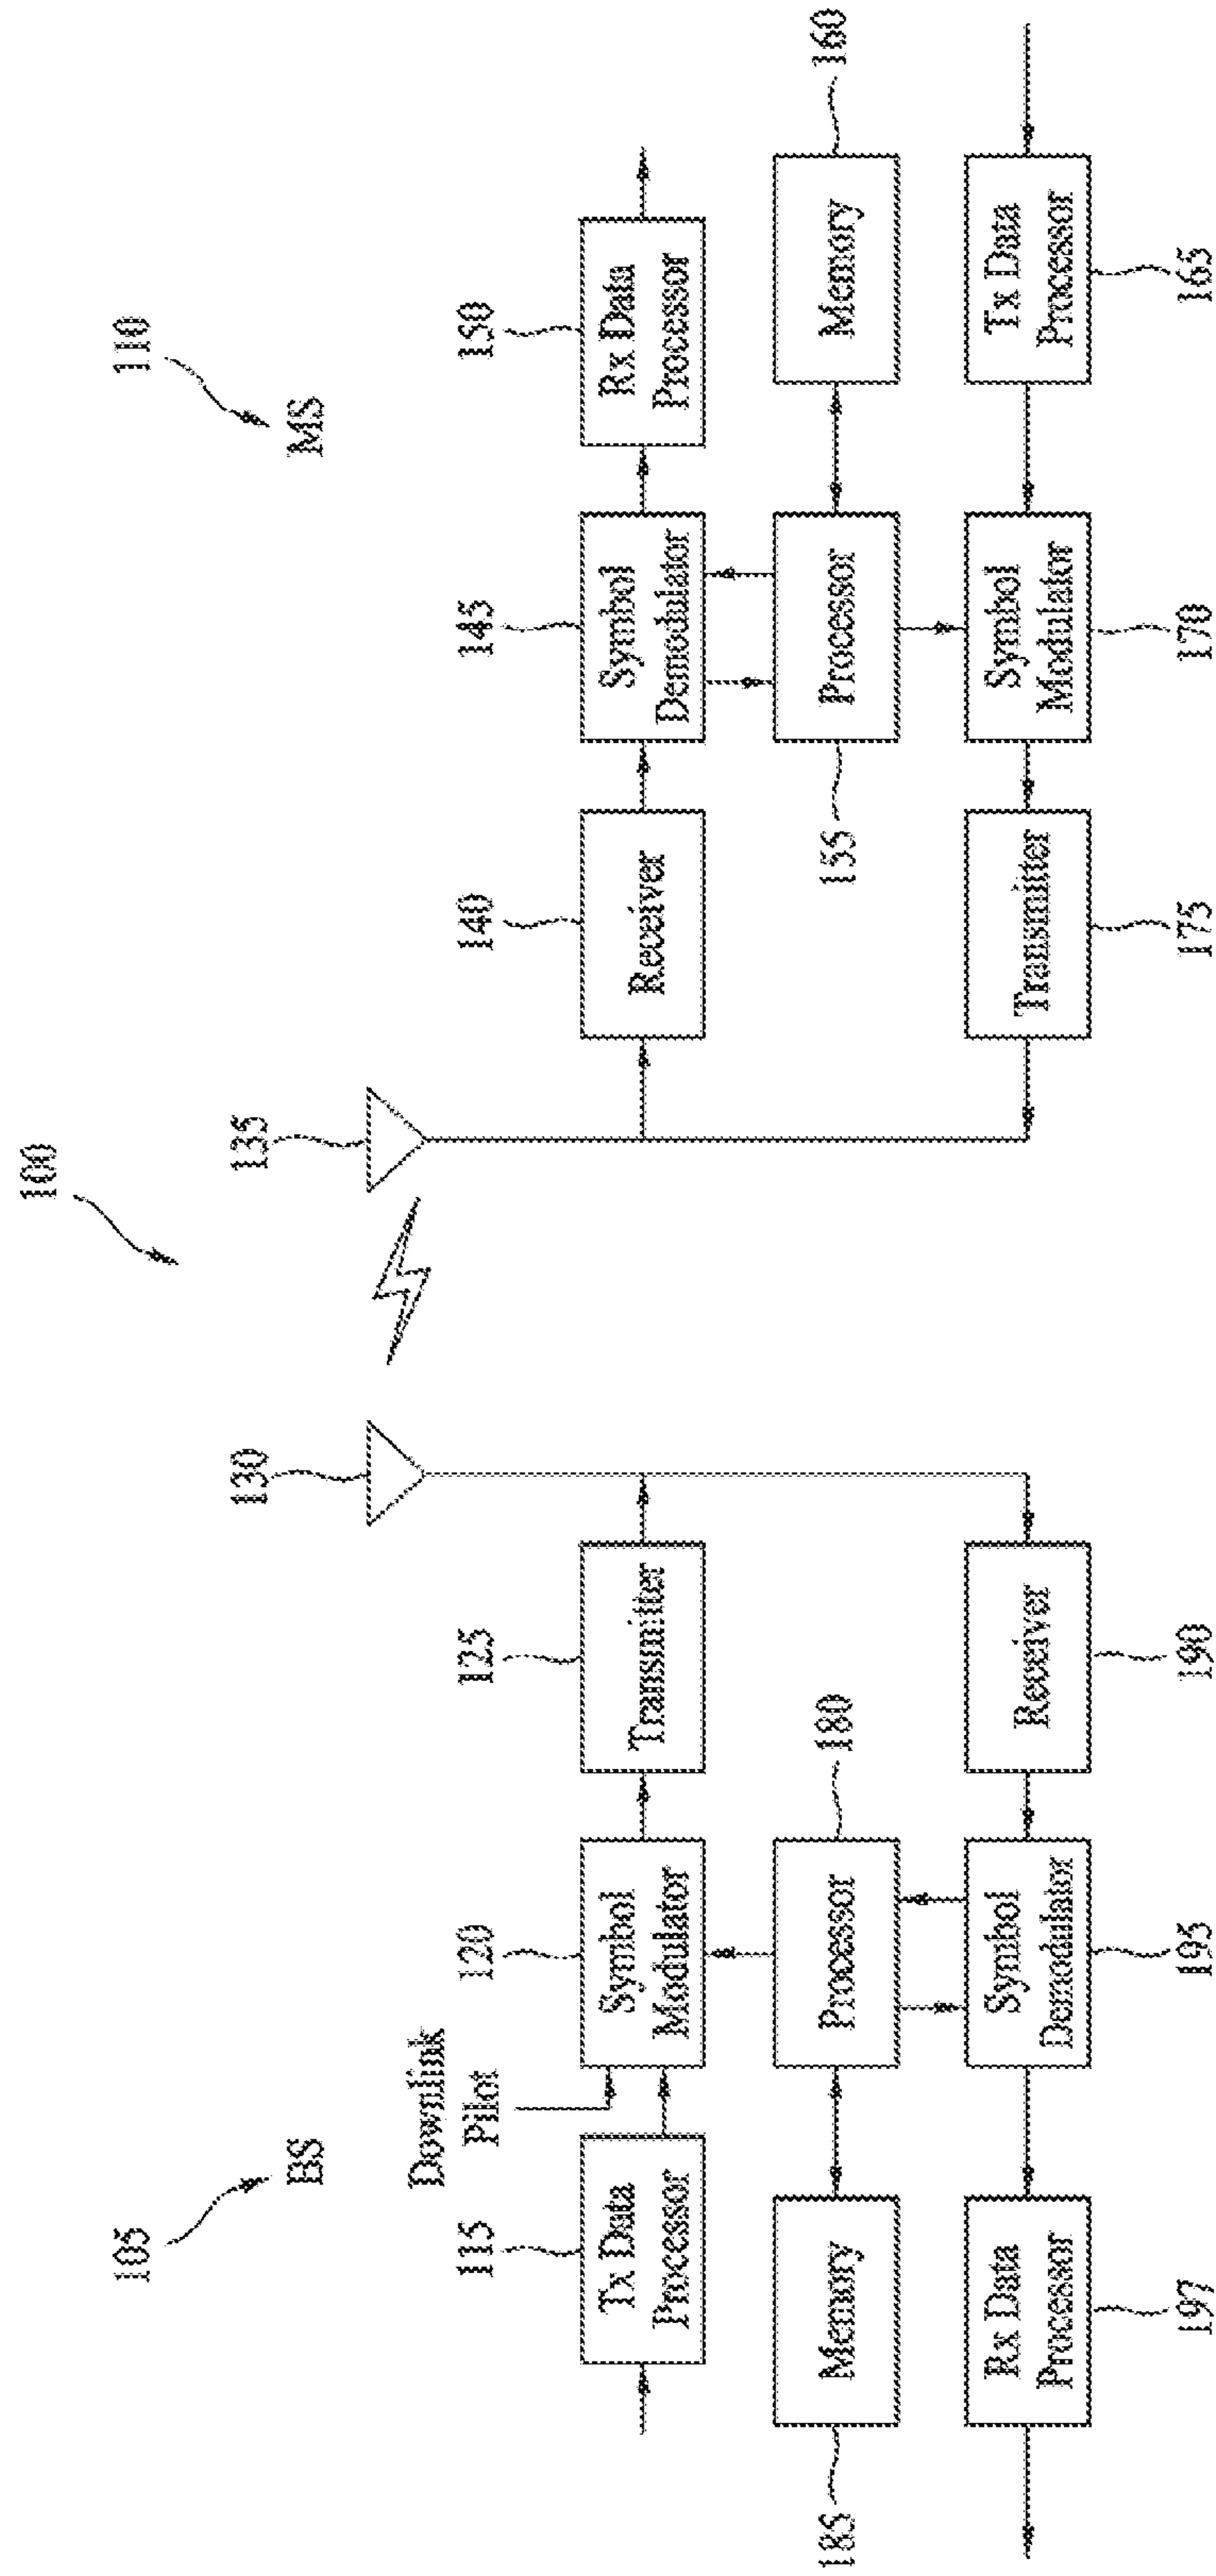 100
105
BS
110
MS
Downlink
Pilot
130
135
115
120
125
140
145
150
Tx Data
Processor
Symbol
Modulator
Transmitter
Receiver
Symbol
Demodulator
Rx Data
Processor
180
160
Memory
Processor
Processor
Memory
185
155
Rx Data
Processor
Symbol
Demodulator
Receiver
Transmitter
Symbol
Modulator
Tx Data
Processor
197
195
190
175
170
165